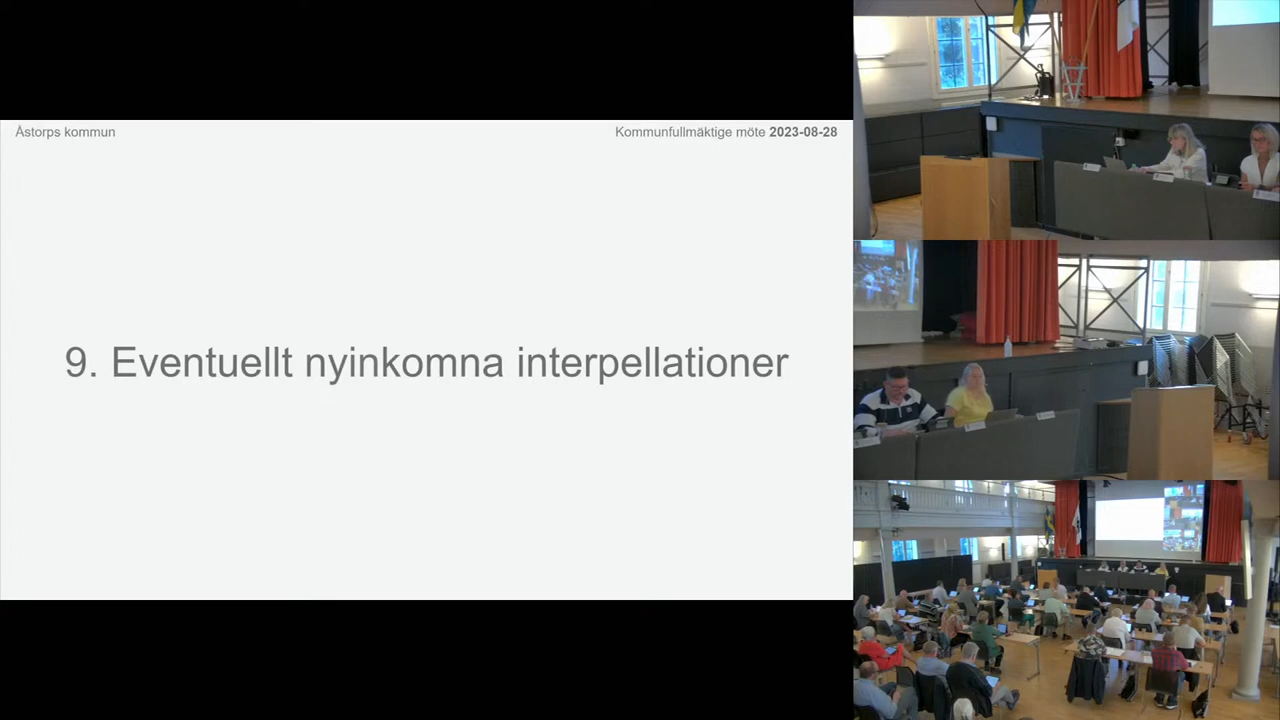 Åstorps kommun
Kommunfullmäktige möte 2023-08-28
9. Eventuellt nyinkomna interpellationer